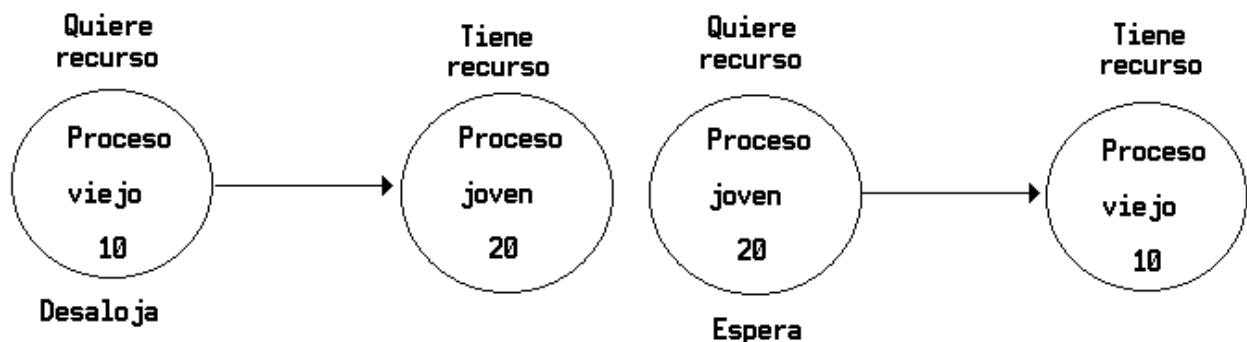 Quiere
recurso
Proceso
viejo
10
Desaloja
Tiene
recurso
Proceso
joven
20
Quiere
recurso
Proceso
joven
20
Espera
Tiene
recurso
Proceso
viejo
10